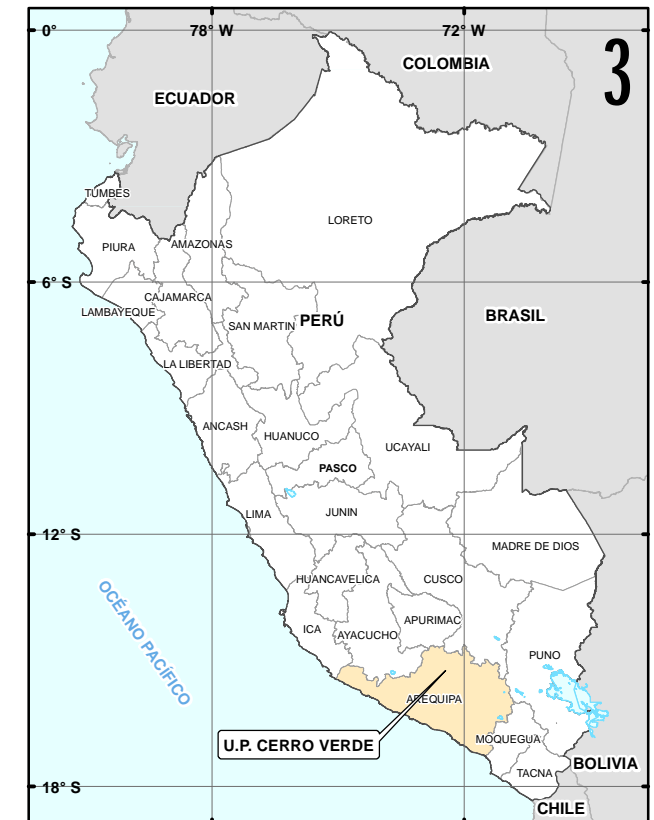 0°
78° W
72° W
3
COLOMBIA
ECUADOR
TUMBES
LORETO
PIURA
AMAZONAS
6° S
CAJAMARCA
LAMBAYEQUE
SAN MARTIN
PERÚ
BRASIL
LA LIBERTAD
ANCASH
HUANUCO
UCAYALI
PASCO
LIMA
JUNIN
12° S
MADRE DE DIOS
HUANCAVELICA
CUSCO
OCÉANO PACÍFICO
APURIMAC
ICA
AYACUCHO
PUNO
AREQUIPA
U.P. CERRO VERDE
MOQUEGUA
BOLIVIA
TACNA
18° S
CHILE